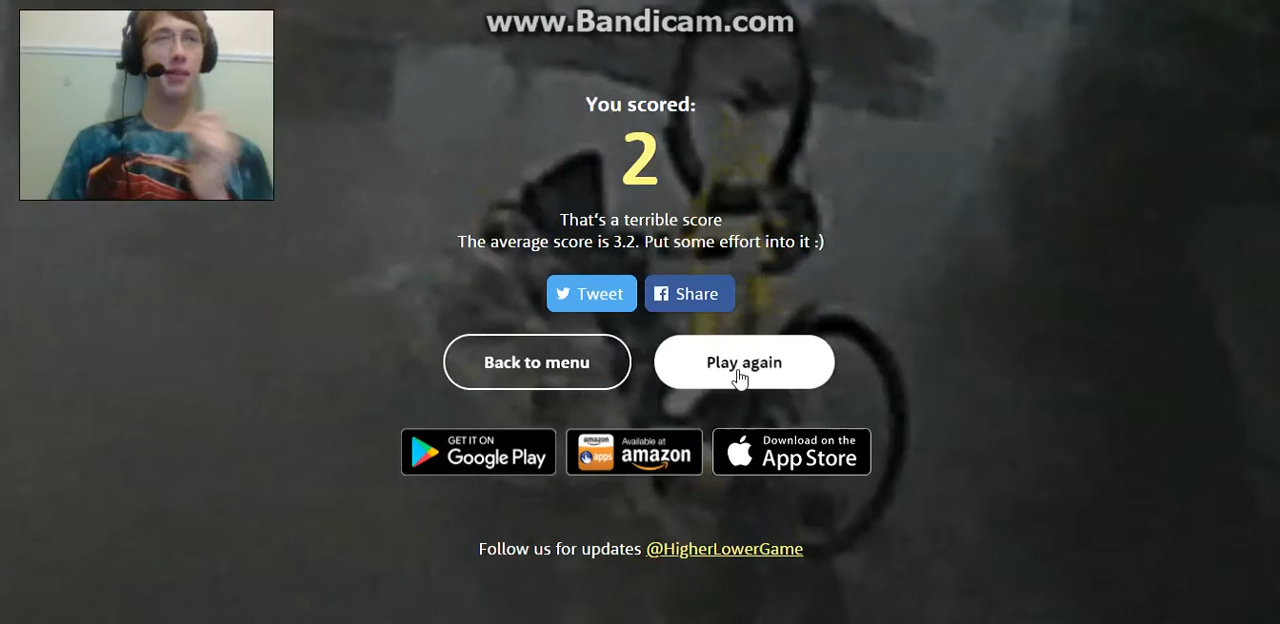 www.Bandicam.com
You scored:
2
That's a terrible score
The average score is 3.2. Put some effort into it :)
Tweet
Share
Back to menu
Play again
GET IT ON
Google Play
amazon
apps
Available at
amazon
Download on the
App Store
Follow us for updates @HigherLowerGame